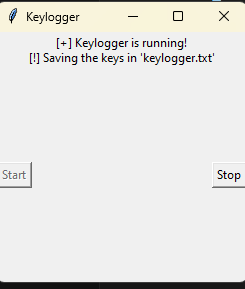 Keylogger
[+] Keylogger is running!
[!] Saving the keys in 'keylogger.txt'
Start
Stop